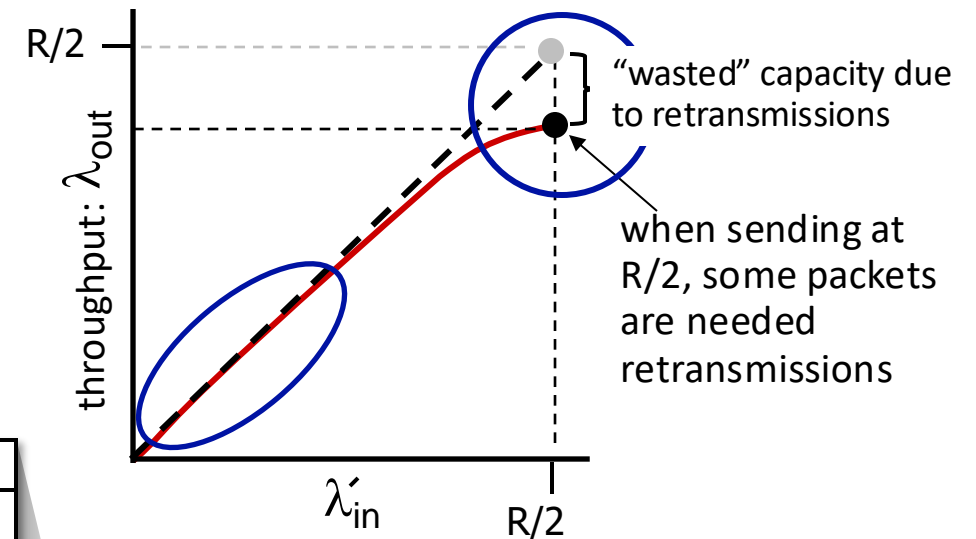 R/2
throughput: λout
“wasted” capacity due
to retransmissions
when sending at
R/2, some packets
are needed
retransmissions
λ′in
R/2